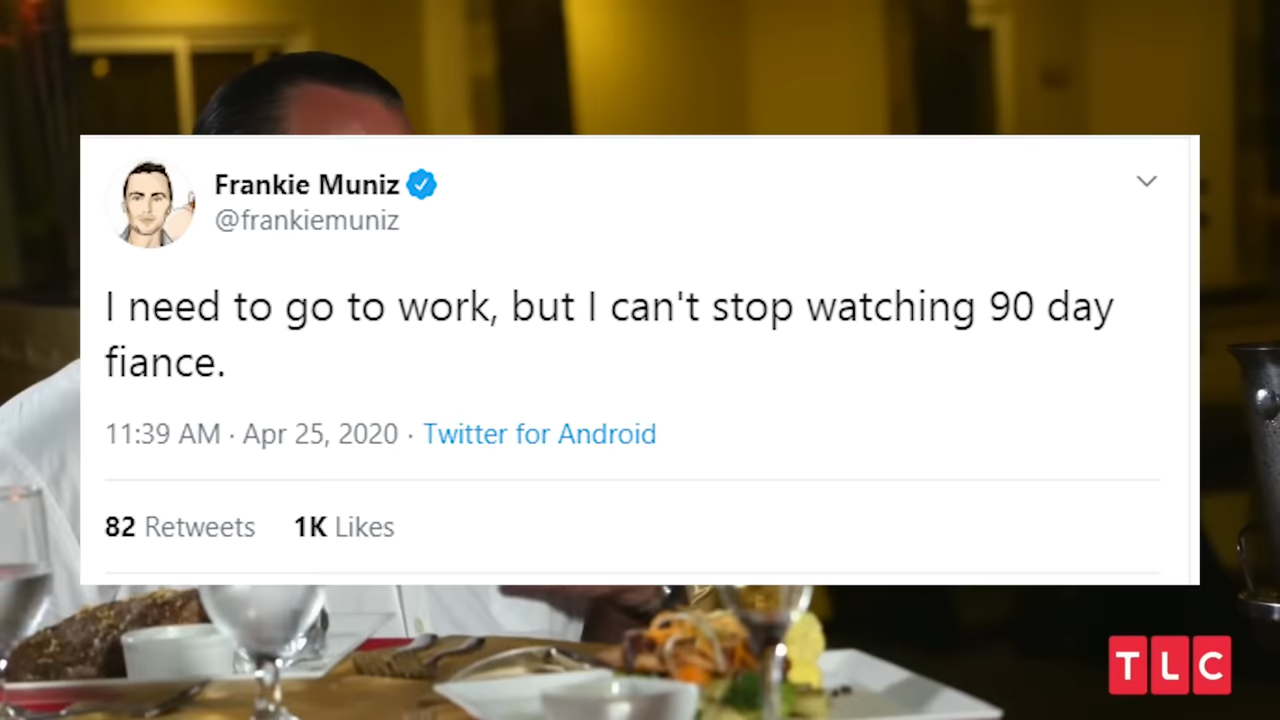 Frankie Muniz
@frankiemuniz
I need to go to work, but I can't stop watching 90 day
fiance.
11:39 AM · Apr 25, 2020 · Twitter for Android
82 Retweets 1K Likes
TLC